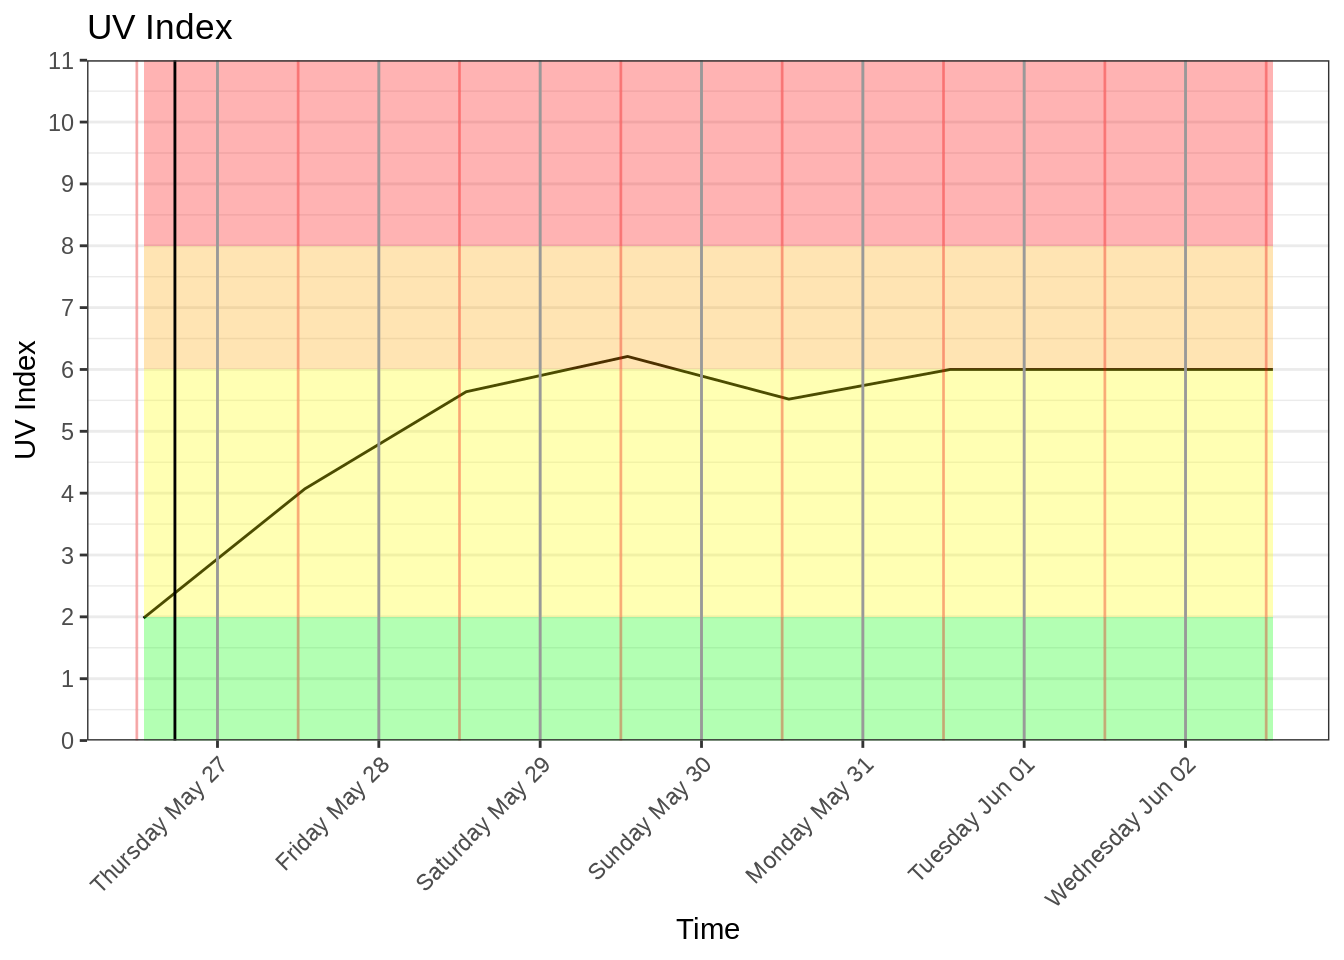 UV Index
11
10
9
8
7
6
5
4
3
2
1
0
UV Index
Thursday May 27
Friday May 28
Saturday May 29
Sunday May 30
Monday May 31
Tuesday Jun 01
Wednesday Jun 02
Time